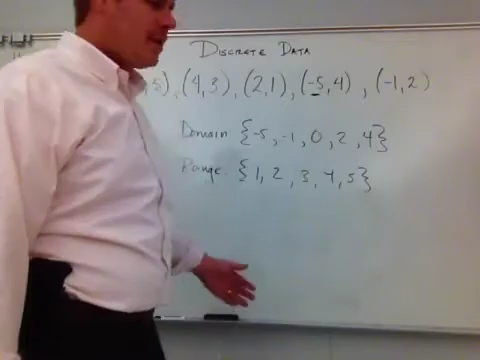 Discrete Data
,5), (4,3), (2,1), (-5,4), (-1,2)
Domain {-5, -1, 0, 2, 4}
Range: {1, 2, 3, 4, 5}